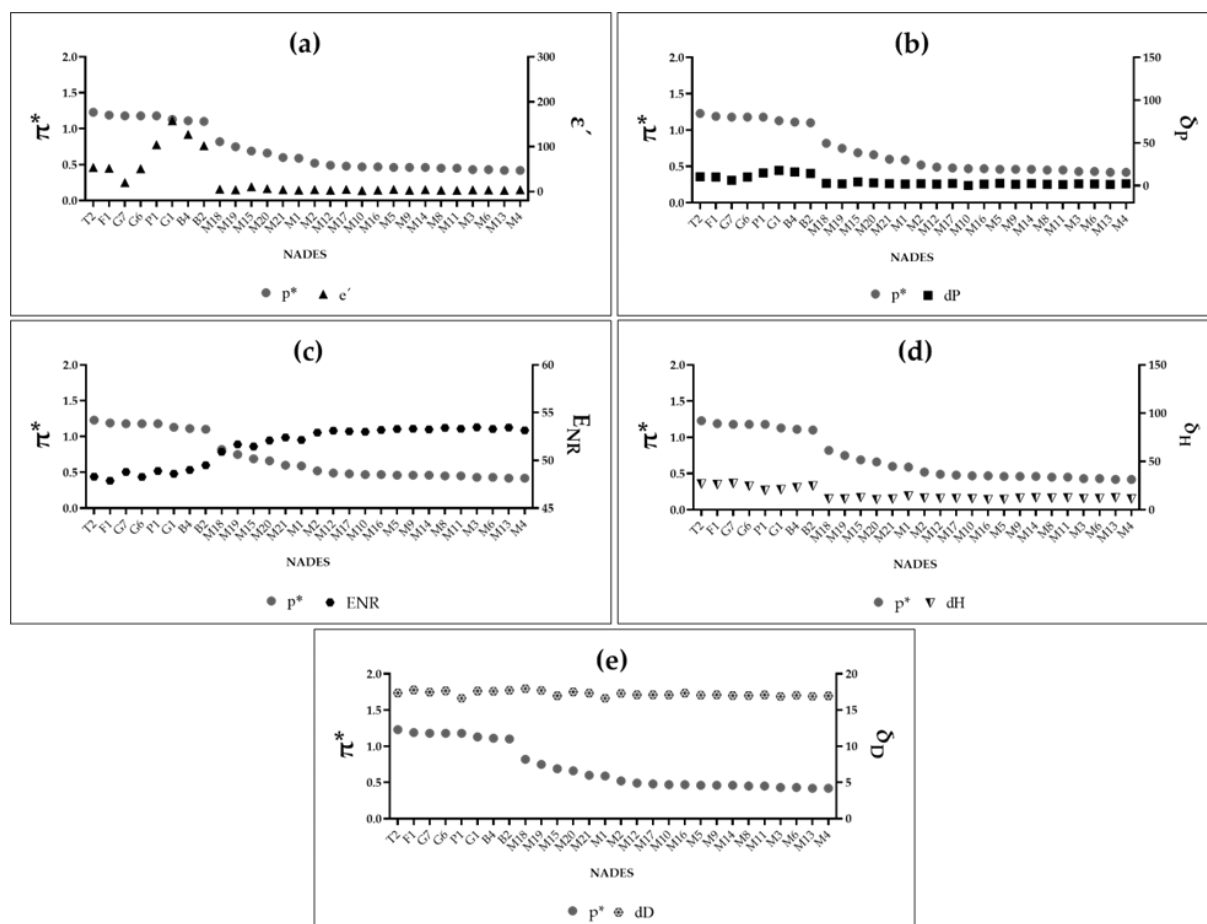 (a)
2.0
1.5
1.0
0.5
0.0
π*
300
200
100
0
ε´
T2 F1 G7 G6 P1 G1 B4 B2 M18 M19 M15 M20 M21 M1 M2 M12 M17 M10 M16 M5 M9 M14 M8 M11 M3 M6 M13 M4
NADES
p* e´
(b)
2.0
1.5
1.0
0.5
0.0
π*
150
100
50
0
δP
T2 F1 G7 G6 P1 G1 B4 B2 M18 M19 M15 M20 M21 M1 M2 M12 M17 M10 M16 M5 M9 M14 M8 M11 M3 M6 M13 M4
NADES
p* dP
(c)
2.0
1.5
1.0
0.5
0.0
π*
60
55
50
45
ENR
T2 F1 G7 G6 P1 G1 B4 B2 M18 M19 M15 M20 M21 M1 M2 M12 M17 M10 M16 M5 M9 M14 M8 M11 M3 M6 M13 M4
NADES
p* ENR
(d)
2.0
1.5
1.0
0.5
0.0
π*
150
100
50
0
δH
T2 F1 G7 G6 P1 G1 B4 B2 M18 M19 M15 M20 M21 M1 M2 M12 M17 M10 M16 M5 M9 M14 M8 M11 M3 M6 M13 M4
NADES
p* dH
(e)
2.0
1.5
1.0
0.5
0.0
π*
20
15
10
5
0
δD
T2 F1 G7 G6 P1 G1 B4 B2 M18 M19 M15 M20 M21 M1 M2 M12 M17 M10 M16 M5 M9 M14 M8 M11 M3 M6 M13 M4
NADES
p* dD